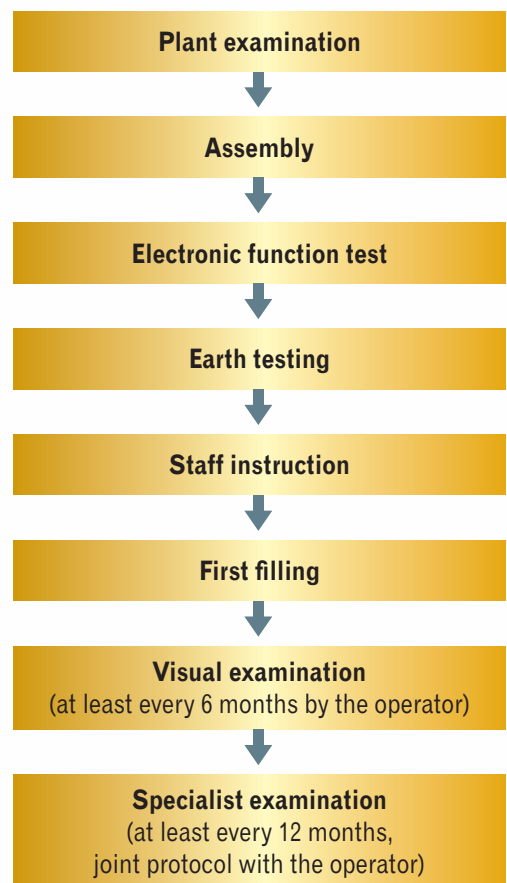 Plant examination
Assembly
Electronic function test
Earth testing
Staff instruction
First filling
Visual examination
(at least every 6 months by the operator)
Specialist examination
(at least every 12 months,
joint protocol with the operator)